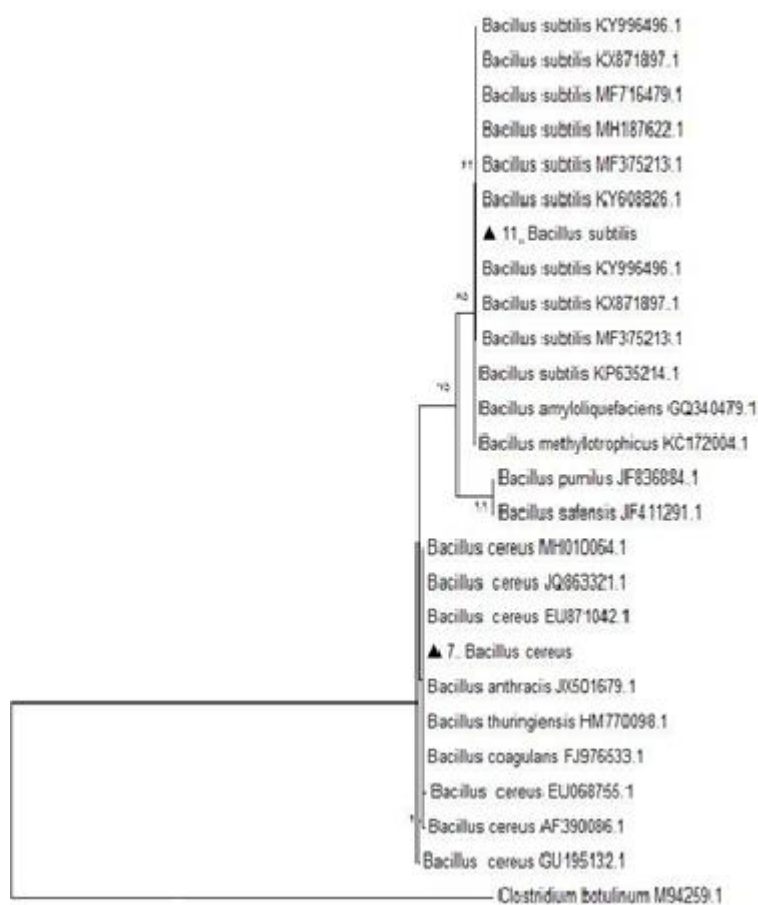 Bacillus subtilis KY996496.1
Bacillus subtilis KX871897.1
Bacillus subtilis MF716479.1
Bacillus subtilis MH187622.1
Bacillus subtilis MF375213.1
Bacillus subtilis KY608826.1
▲ 11,, Bacillus subtilis
Bacillus subtilis KY996496.1
Bacillus subtilis KX871897.1
Bacillus subtilis MF375213.1
Bacillus subtilis KP635214.1
Bacillus amyloliquefaciens GQ340479.1
Bacillus methylotrophicus KC172004.1
Bacillus pumilus JF836884.1
Bacillus safensis JF411291.1
Bacillus cereus MH010064.1
Bacillus cereus JQ863321.1
Bacillus cereus EU871042.1
▲ 7. Bacillus cereus
Bacillus anthracis JX501679.1
Bacillus thuringiensis HM770098.1
Bacillus coagulans FJ976533.1
Bacillus cereus EU068755.1
Bacillus cereus AF390086.1
Bacillus cereus GU195132.1
Clostridium botulinum M94259.1